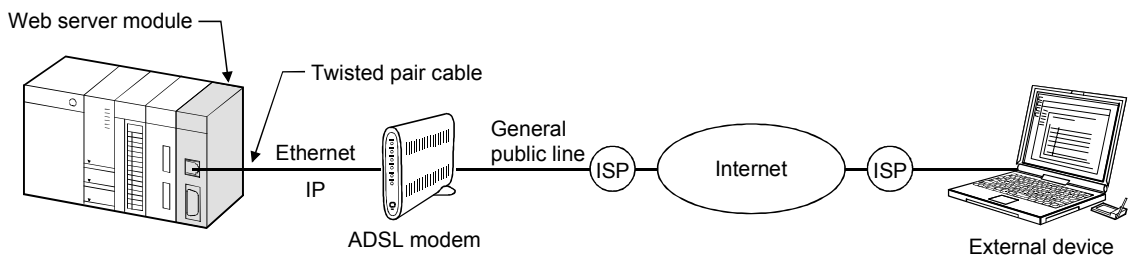 Web server module
Twisted pair cable
Ethernet
IP
ADSL modem
General
public line
ISP
Internet
ISP
External device